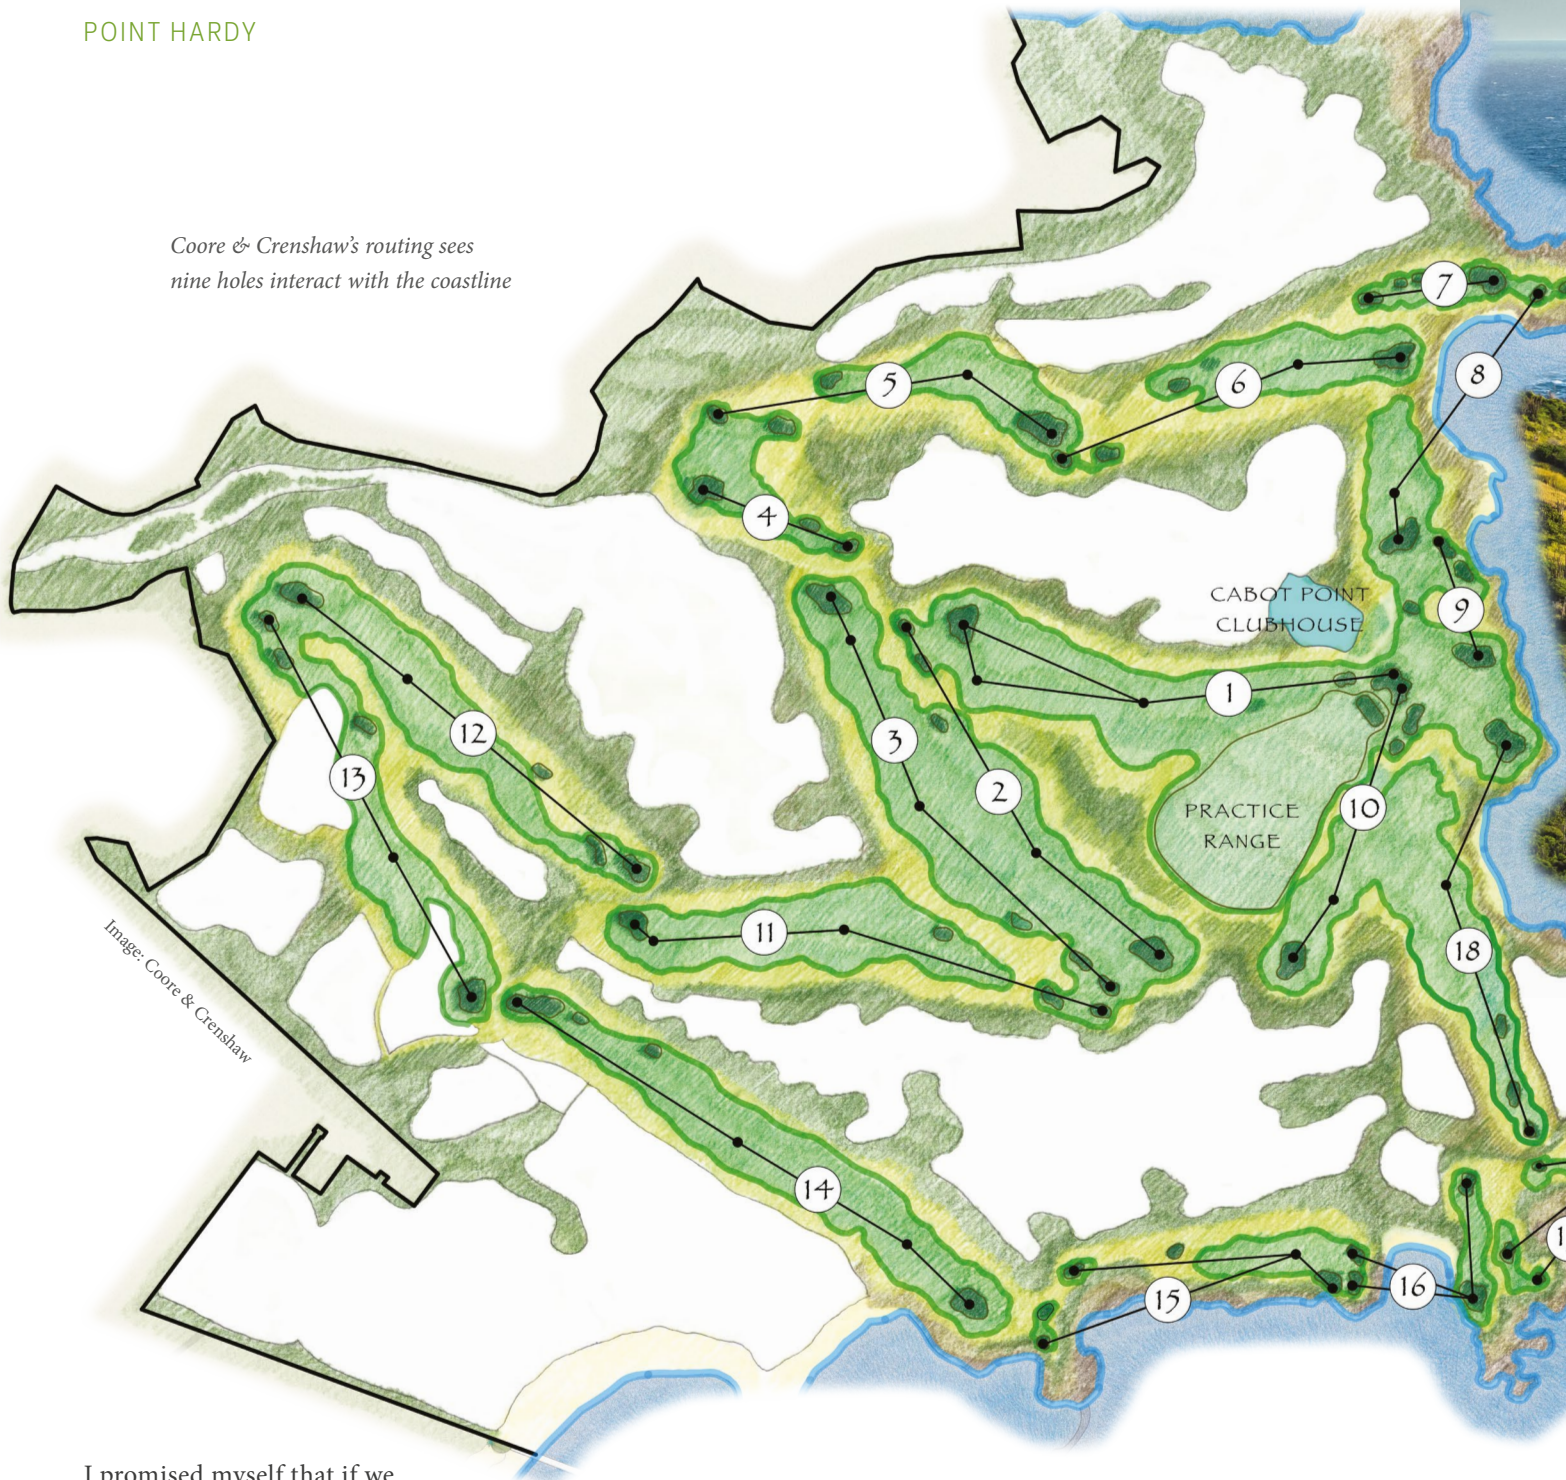 POINT HARDY
Coore & Crenshaw's routing sees
nine holes interact with the coastline
7
8
5
6
4
CABOT POINT
CLUBHOUSE
9
1
12
3
13
2
PRACTICE
RANGE
10
11
18
Image: Coore & Crenshaw
14
1
16
15
I promised myself that if we